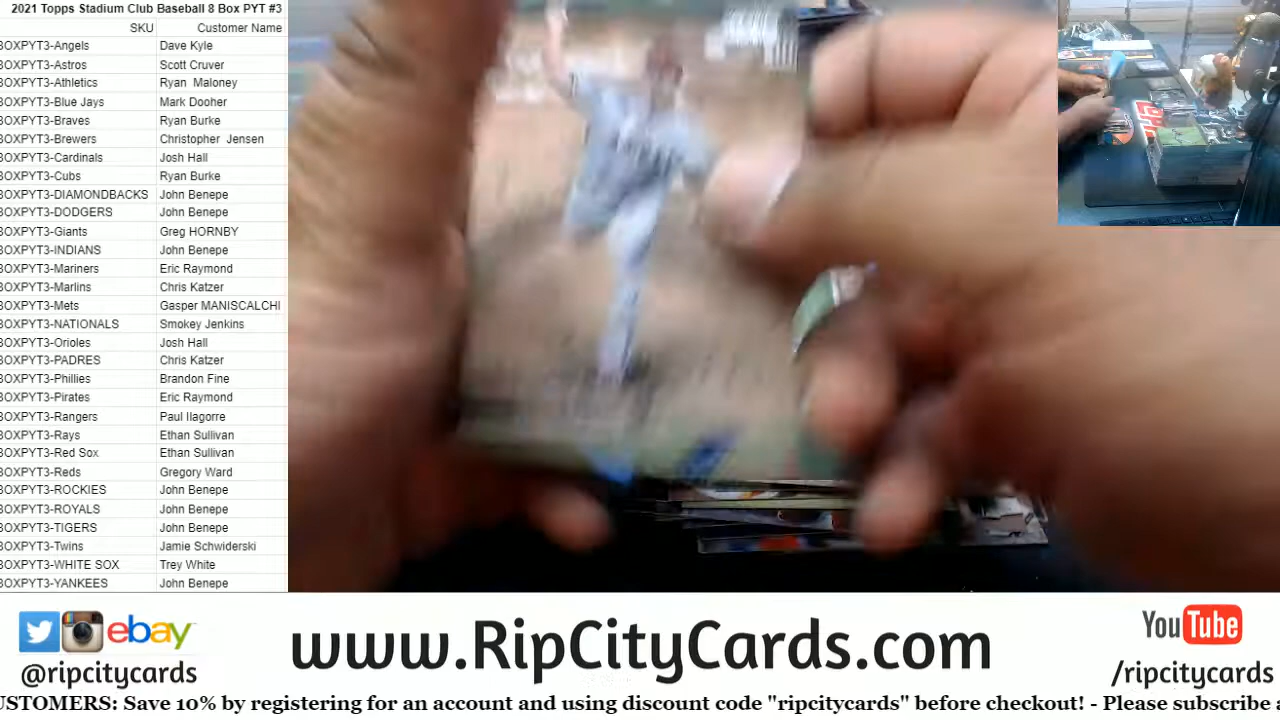 2021 Topps Stadium Club Baseball 8 Box PYT #3
SKU Customer Name
BOXPYT3-Angels Dave Kyle
BOXPYT3-Astros Scott Cruver
BOXPYT3-Athletics Ryan Maloney
BOXPYT3-Blue Jays Mark Dooher
BOXPYT3-Braves Ryan Burke
BOXPYT3-Brewers Christopher Jensen
BOXPYT3-Cardinals Josh Hall
BOXPYT3-Cubs Ryan Burke
BOXPYT3-DIAMONDBACKS John Benepe
BOXPYT3-DODGERS John Benepe
BOXPYT3-Giants Greg HORNBY
BOXPYT3-INDIANS John Benepe
BOXPYT3-Mariners Eric Raymond
BOXPYT3-Marlins Chris Katzer
BOXPYT3-Mets Gasper MANISCALCHI
BOXPYT3-NATIONALS Smokey Jenkins
BOXPYT3-Orioles Josh Hall
BOXPYT3-PADRES Chris Katzer
BOXPYT3-Phillies Brandon Fine
BOXPYT3-Pirates Eric Raymond
BOXPYT3-Rangers Paul Ilagorre
BOXPYT3-Rays Ethan Sullivan
BOXPYT3-Red Sox Ethan Sullivan
BOXPYT3-Reds Gregory Ward
BOXPYT3-ROCKIES John Benepe
BOXPYT3-ROYALS John Benepe
BOXPYT3-TIGERS John Benepe
BOXPYT3-Twins Jamie Schwiderski
BOXPYT3-WHITE SOX Trey White
BOXPYT3-YANKEES John Benepe
ebay
@ripcitycards
www.RipCityCards.com
YouTube
/ripcitycards
USTOMERS: Save 10% by registering for an account and using discount code "ripcitycards" before checkout! - Please subscribe a